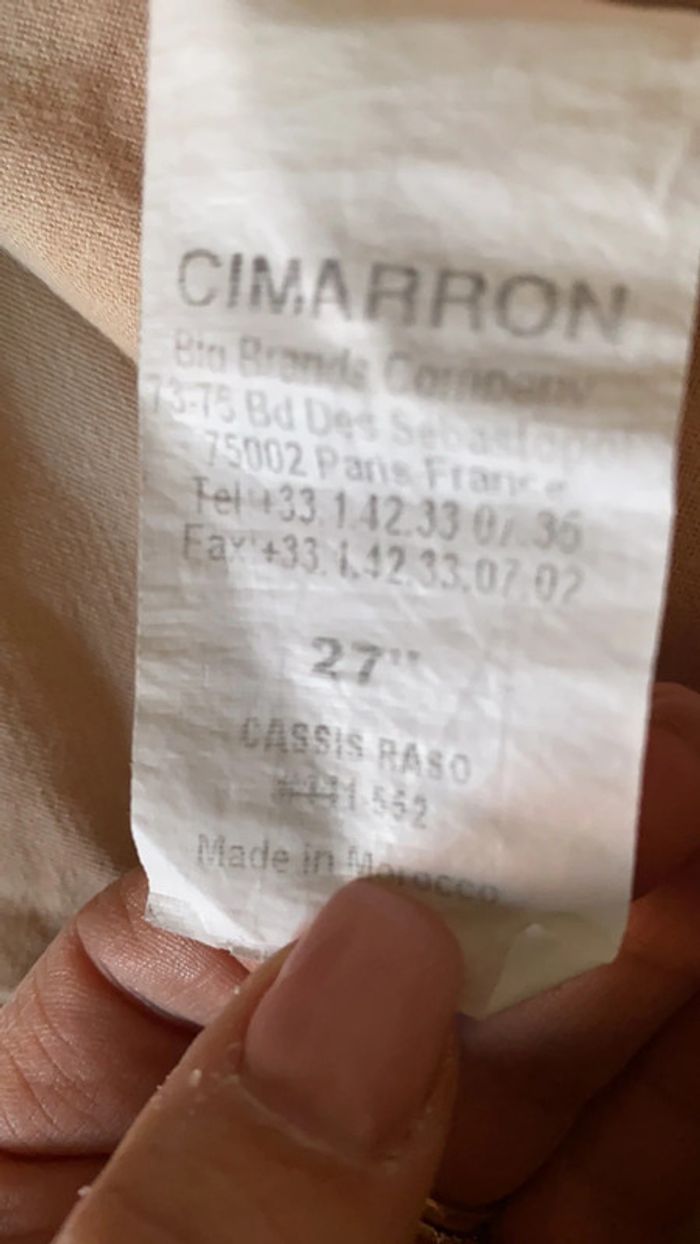 CIMARRON
Big Brands Company
73-75 Bd Des Sebastopol
75002 Paris France
Tel +33.1.42.33.07.36
Fax +33.1.42.33.07.02
27"
CASSIS RASO
Made in Morocco